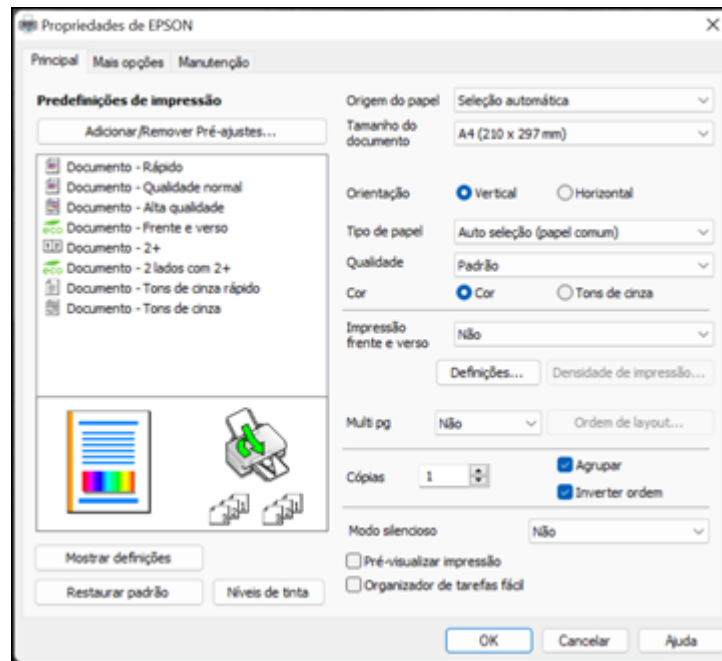 Propriedades de EPSON
Principal Mais opções Manutenção
Predefinições de impressão
Adicionar/Remover Pré-ajustes...
Documento - Rápido
Documento - Qualidade normal
Documento - Alta qualidade
eco Documento - Frente e verso
Documento - 2+
eco Documento - 2 lados com 2+
Documento - Tons de cinza rápido
Documento - Tons de cinza
Mostrar definições
Restaurar padrão Níveis de tinta
Origem do papel Seleção automática
Tamanho do
documento A4 (210 x 297 mm)
Orientação Vertical Horizontal
Tipo de papel Auto seleção (papel comum)
Qualidade Padrão
Cor Cor Tons de cinza
Impressão
frente e verso Não
Definições... Densidade de impressão...
Multi pg Não Ordem de layout...
Cópias 1 Agrupar
Inverter ordem
Modo silencioso Não
Pré-visualizar impressão
Organizador de tarefas fácil
OK Cancelar Ajuda